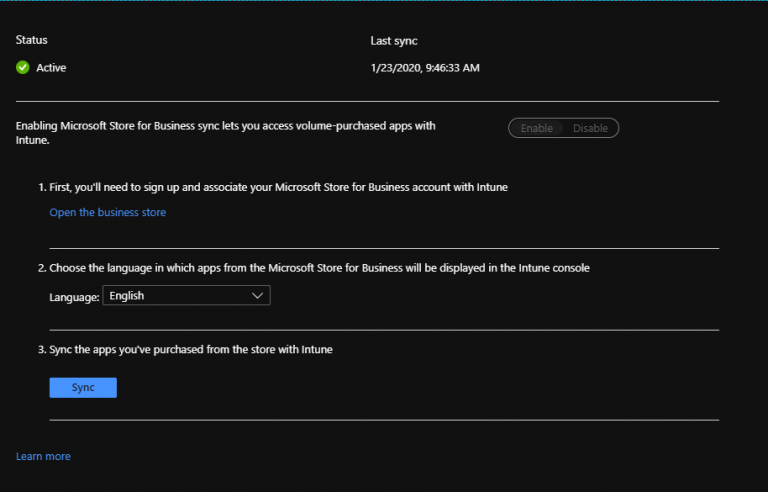 Status
Last sync
Active
1/23/2020, 9:46:33 AM
Enabling Microsoft Store for Business sync lets you access volume-purchased apps with
Intune.
Enable Disable
1. First, you'll need to sign up and associate your Microsoft Store for Business account with Intune
Open the business store
2. Choose the language in which apps from the Microsoft Store for Business will be displayed in the Intune console
Language: English
3. Sync the apps you've purchased from the store with Intune
Sync
Learn more